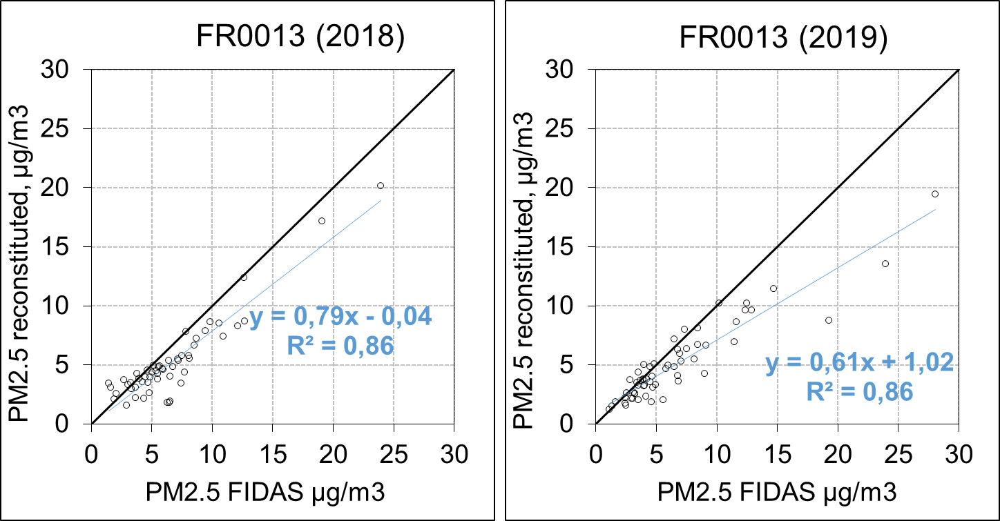 FR0013 (2018)
PM2.5 reconstituted, µg/m3
30
25
20
15
10
5
0
y = 0,79x - 0,04
R² = 0,86
0 5 10 15 20 25 30
PM2.5 FIDAS µg/m3
FR0013 (2019)
PM2.5 reconstituted, µg/m3
30
25
20
15
10
5
0
y = 0,61x + 1,02
R² = 0,86
0 5 10 15 20 25 30
PM2.5 FIDAS µg/m3